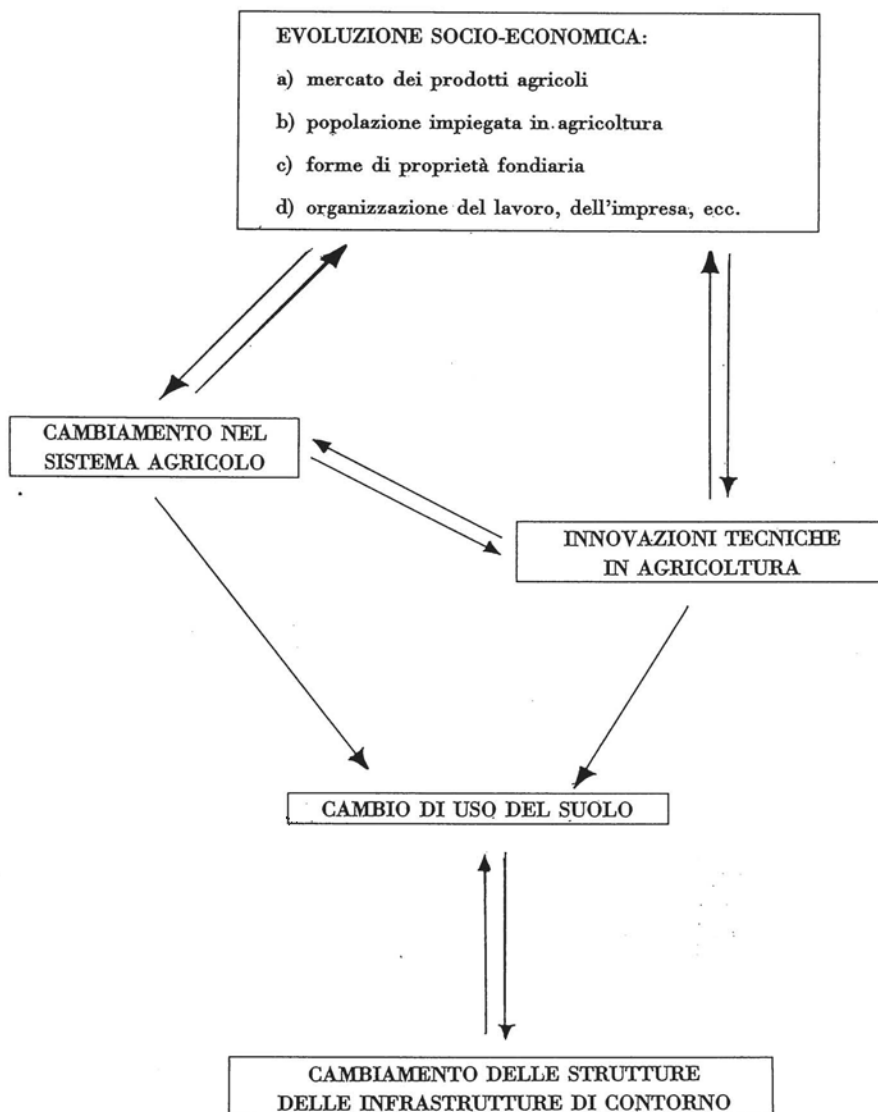 EVOLUZIONE SOCIO-ECONOMICA:
a) mercato dei prodotti agricoli
b) popolazione impiegata in agricoltura
c) forme di proprietà fondiaria
d) organizzazione del lavoro, dell'impresa, ecc.
CAMBIAMENTO NEL
SISTEMA AGRICOLO
INNOVAZIONI TECNICHE
IN AGRICOLTURA
CAMBIO DI USO DEL SUOLO
CAMBIAMENTO DELLE STRUTTURE
DELLE INFRASTRUTTURE DI CONTORNO